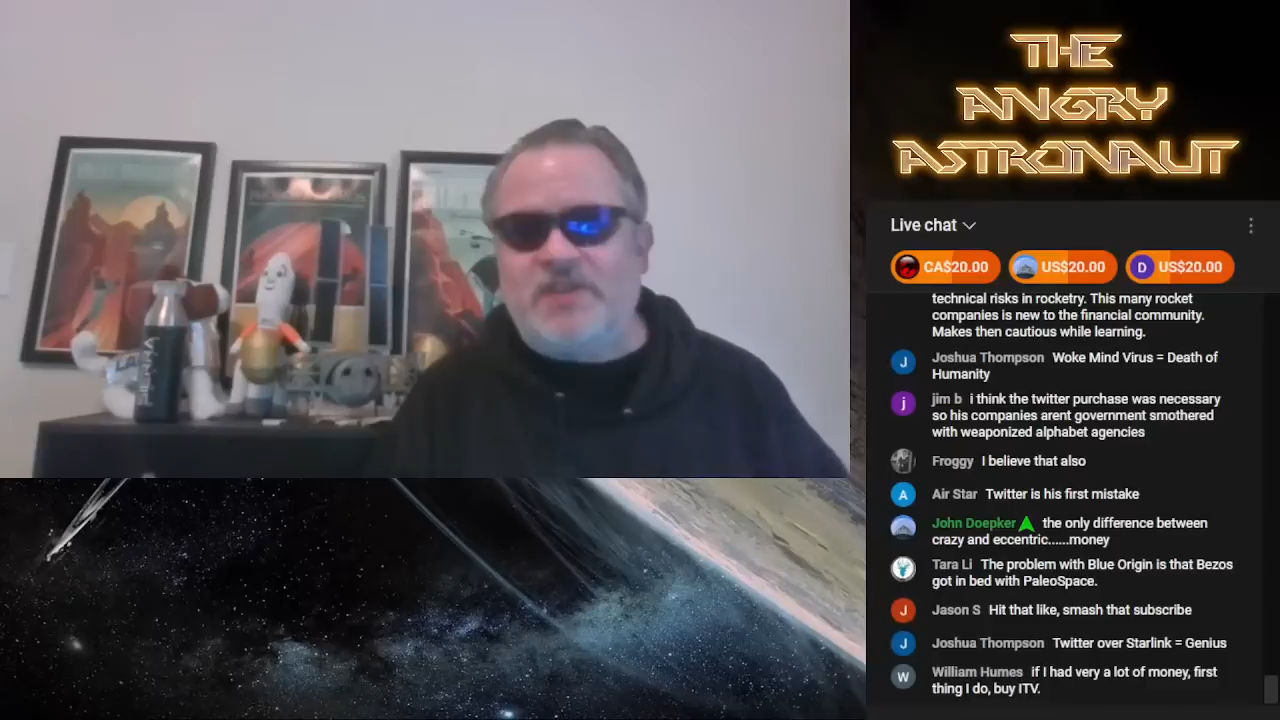 THE
ANGRY
ASTRONAUT
Live chat
CA$20.00
US$20.00
D US$20.00
technical risks in rocketry. This many rocket
companies is new to the financial community.
Makes then cautious while learning.
J Joshua Thompson Woke Mind Virus = Death of
Humanity
j jim b i think the twitter purchase was necessary
so his companies arent government smothered
with weaponized alphabet agencies
Froggy I believe that also
A Air Star Twitter is his first mistake
John Doepker the only difference between
crazy and eccentric......money
Tara Li The problem with Blue Origin is that Bezos
got in bed with PaleoSpace.
J Jason S Hit that like, smash that subscribe
J Joshua Thompson Twitter over Starlink = Genius
W William Humes if I had very a lot of money, first
thing I do, buy ITV.